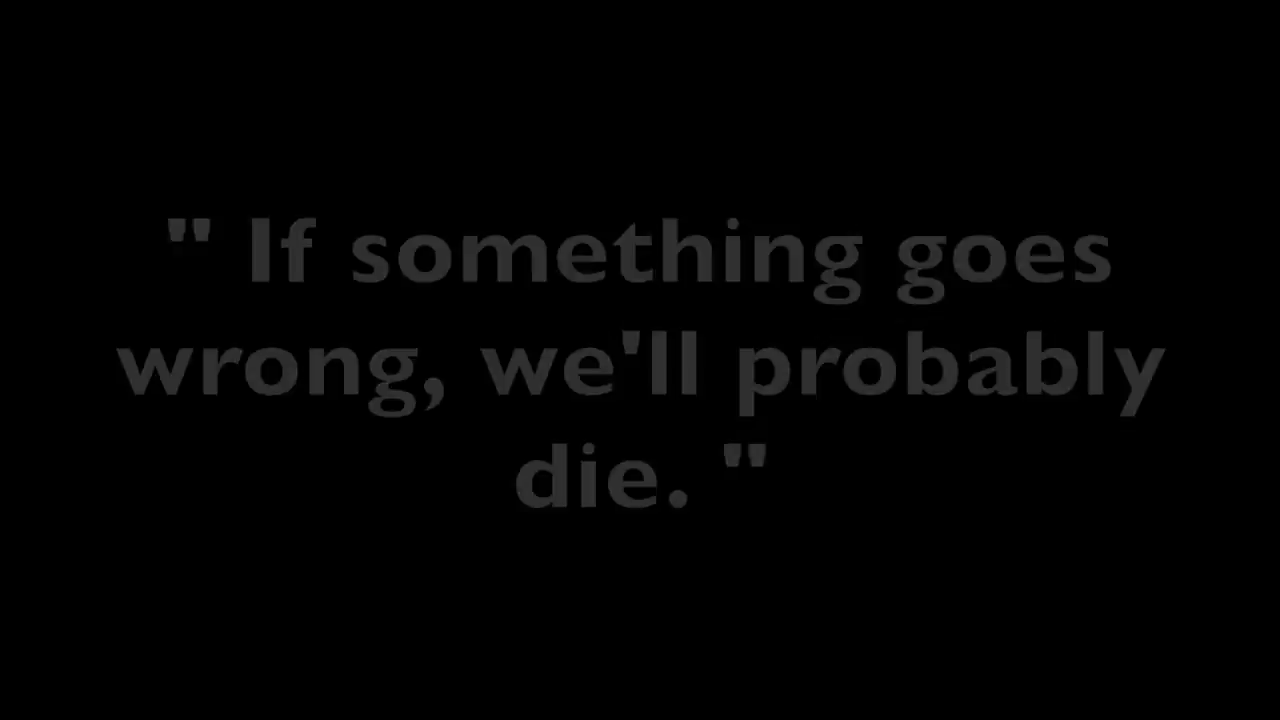 " If something goes
wrong, we'll probably
die. "